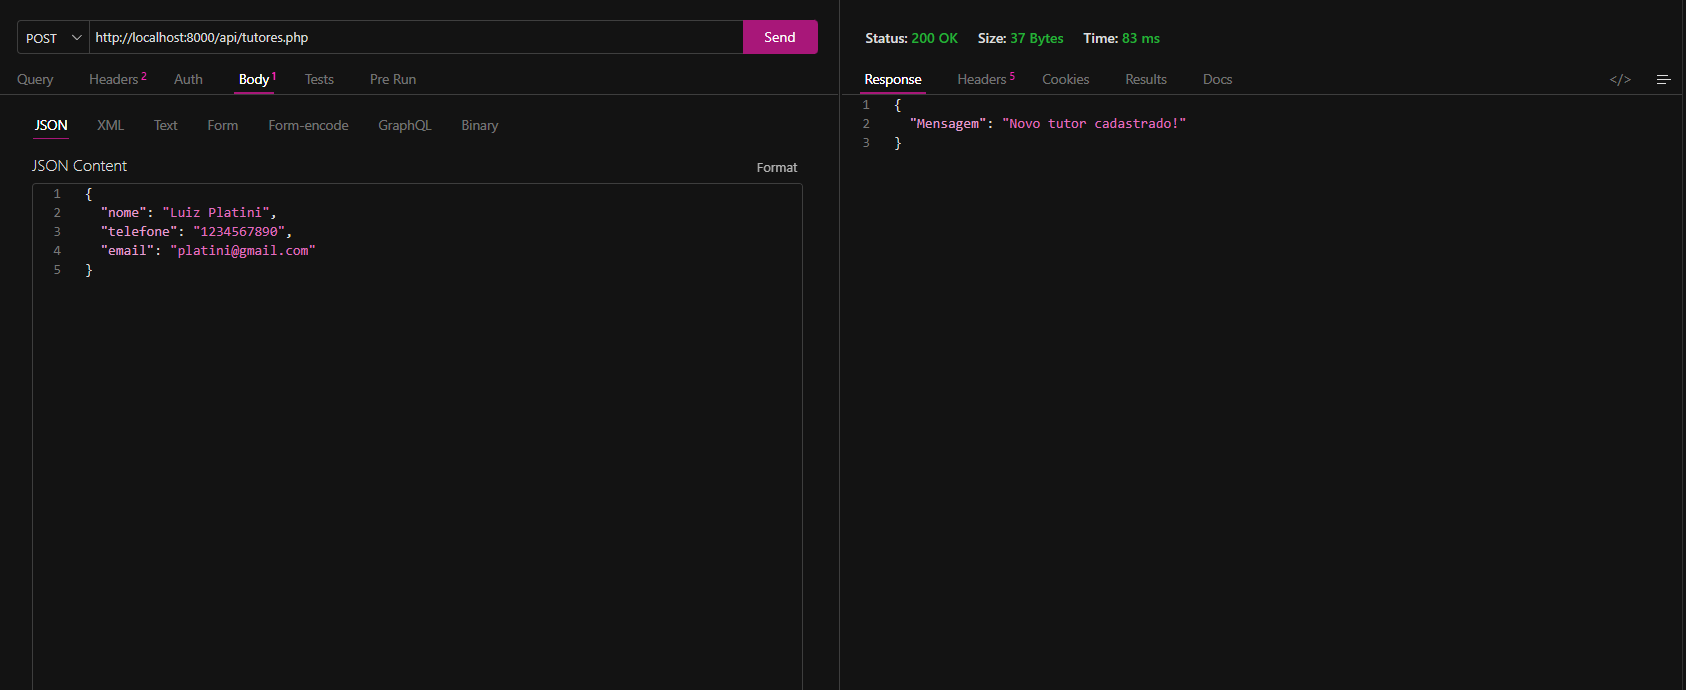 POST http://localhost:8000/api/tutores.php Send
Query Headers 2 Auth Body 1 Tests Pre Run
JSON XML Text Form Form-encode GraphQL Binary
JSON Content Format
1 {
2 "nome": "Luiz Platini",
3 "telefone": "1234567890",
4 "email": "platini@gmail.com"
5 }
Status: 200 OK Size: 37 Bytes Time: 83 ms
Response Headers 5 Cookies Results Docs </>
1 {
2 "Mensagem": "Novo tutor cadastrado!"
3 }